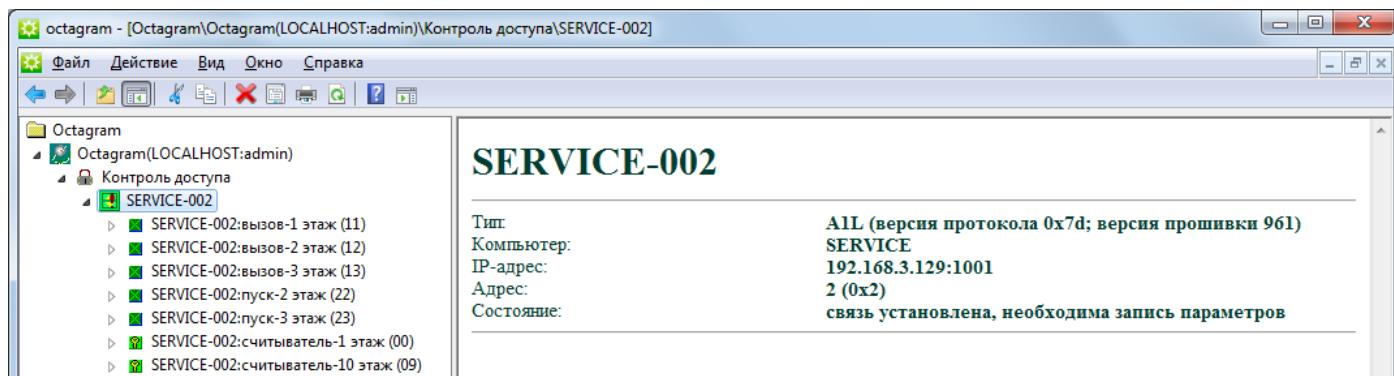 octagram - [Octagram\Octagram(LOCALHOST:admin)\Контроль доступа\SERVICE-002]
Файл Действие Вид Окно Справка
Octagram
Octagram(LOCALHOST:admin)
Контроль доступа
SERVICE-002
SERVICE-002:вызов-1 этаж (11)
SERVICE-002:вызов-2 этаж (12)
SERVICE-002:вызов-3 этаж (13)
SERVICE-002:пуск-2 этаж (22)
SERVICE-002:пуск-3 этаж (23)
SERVICE-002:считыватель-1 этаж (00)
SERVICE-002:считыватель-10 этаж (09)
SERVICE-002
Тип: A1L (версия протокола 0x7d; версия прошивки 961)
Компьютер: SERVICE
IP-адрес: 192.168.3.129:1001
Адрес: 2 (0x2)
Состояние: связь установлена, необходима запись параметров